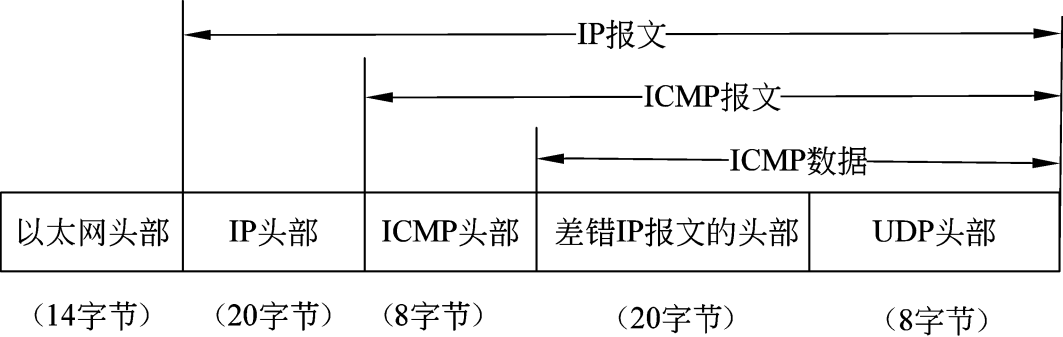 IP报文
ICMP报文
ICMP数据
以太网头部 IP头部 ICMP头部 差错IP报文的头部 UDP头部
(14字节) (20字节) (8字节) (20字节) (8字节)